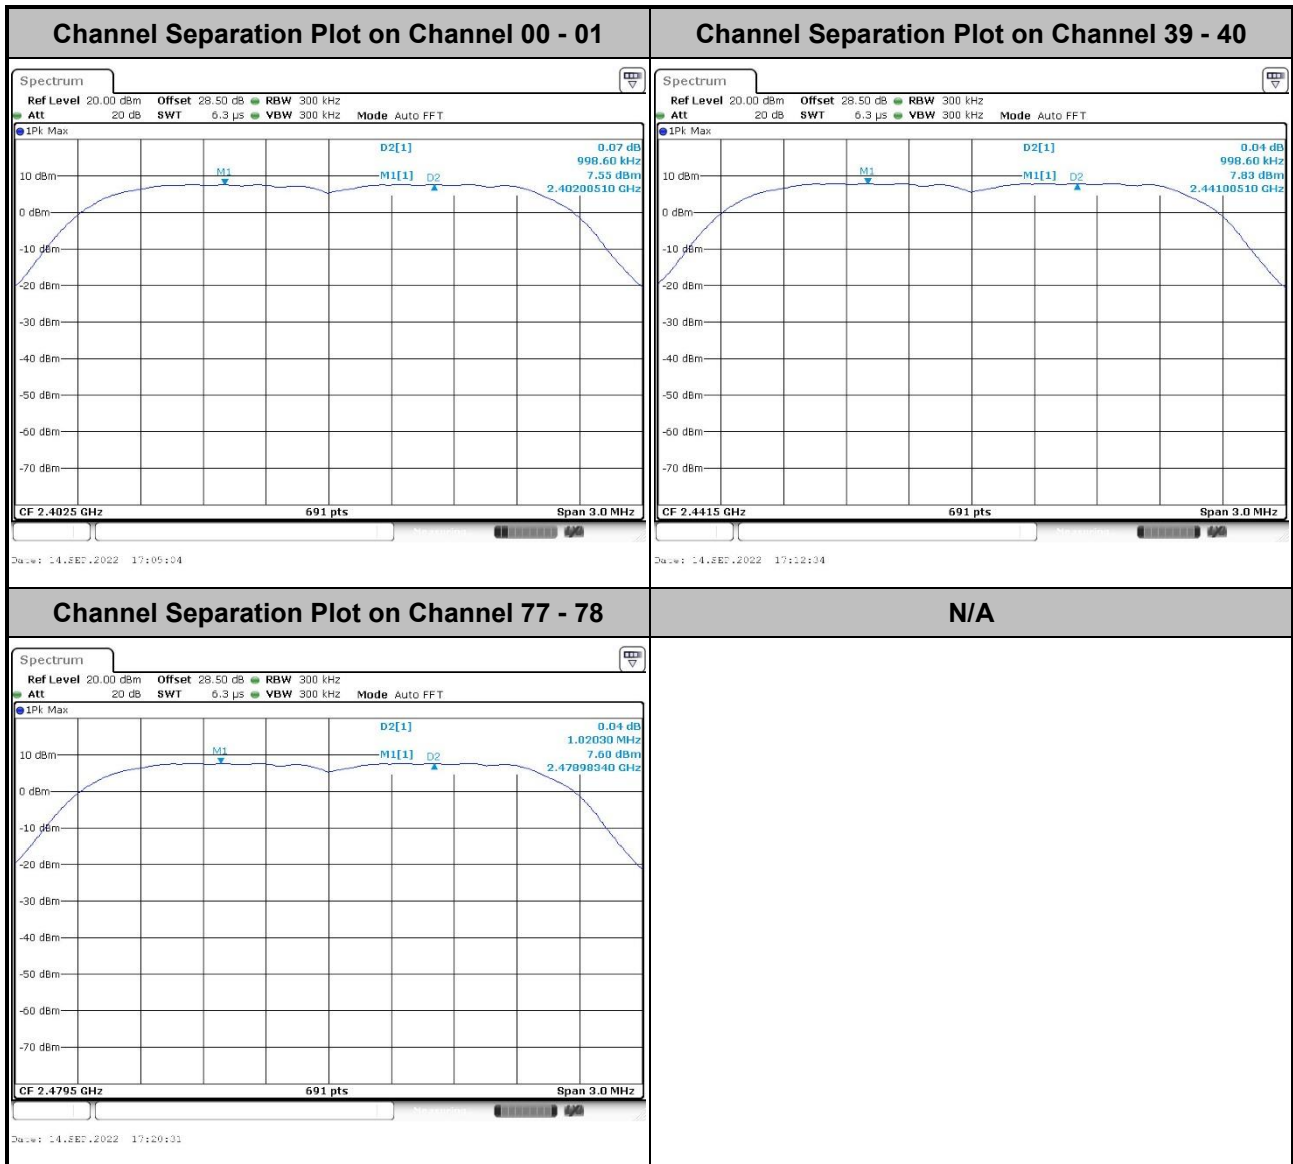 Channel Separation Plot on Channel 00 - 01
Spectrum
Ref Level 20.00 dBm Offset 28.50 dB RBW 300 kHz
Att 20 dB SWT 6.3 µs VBW 300 kHz Mode Auto FFT
1Pk Max
D2[1] 0.07 dB
998.60 kHz
M1[1] 7.55 dBm
2.40200510 GHz
M1
D2
10 dBm
0 dBm
-10 dBm
-20 dBm
-30 dBm
-40 dBm
-50 dBm
-60 dBm
-70 dBm
CF 2.4025 GHz 691 pts Span 3.0 MHz
Date: 14.SEP.2022 17:05:04
Channel Separation Plot on Channel 39 - 40
Spectrum
Ref Level 20.00 dBm Offset 28.50 dB RBW 300 kHz
Att 20 dB SWT 6.3 µs VBW 300 kHz Mode Auto FFT
1Pk Max
D2[1] 0.04 dB
998.60 kHz
M1[1] 7.83 dBm
2.44100510 GHz
M1
D2
10 dBm
0 dBm
-10 dBm
-20 dBm
-30 dBm
-40 dBm
-50 dBm
-60 dBm
-70 dBm
CF 2.4415 GHz 691 pts Span 3.0 MHz
Date: 14.SEP.2022 17:12:34
Channel Separation Plot on Channel 77 - 78
Spectrum
Ref Level 20.00 dBm Offset 28.50 dB RBW 300 kHz
Att 20 dB SWT 6.3 µs VBW 300 kHz Mode Auto FFT
1Pk Max
D2[1] 0.04 dB
1.02030 MHz
M1[1] 7.60 dBm
2.47898340 GHz
M1
D2
10 dBm
0 dBm
-10 dBm
-20 dBm
-30 dBm
-40 dBm
-50 dBm
-60 dBm
-70 dBm
CF 2.4795 GHz 691 pts Span 3.0 MHz
Date: 14.SEP.2022 17:20:31
N/A